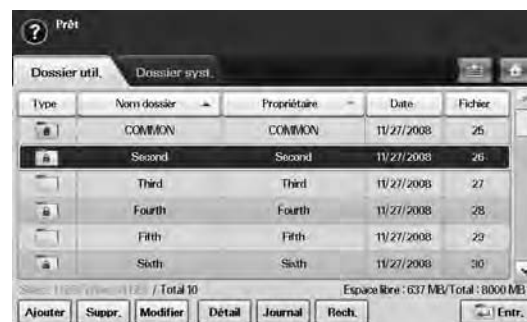 Prêt
Dossier util. Dossier syst.
Type Nom dossier Propriétaire Date Fichier
COMMON COMMON 11/27/2008 25
Second Second 11/27/2008 26
Third Third 11/27/2008 27
Fourth Fourth 11/27/2008 28
Fifth Fifth 11/27/2008 29
Sixth Sixth 11/27/2008 30
/ Total 10 Espace libre : 637 MB/Total : 8000 MB
Ajouter Suppr. Modifier Détail Journal Rech. Entr.